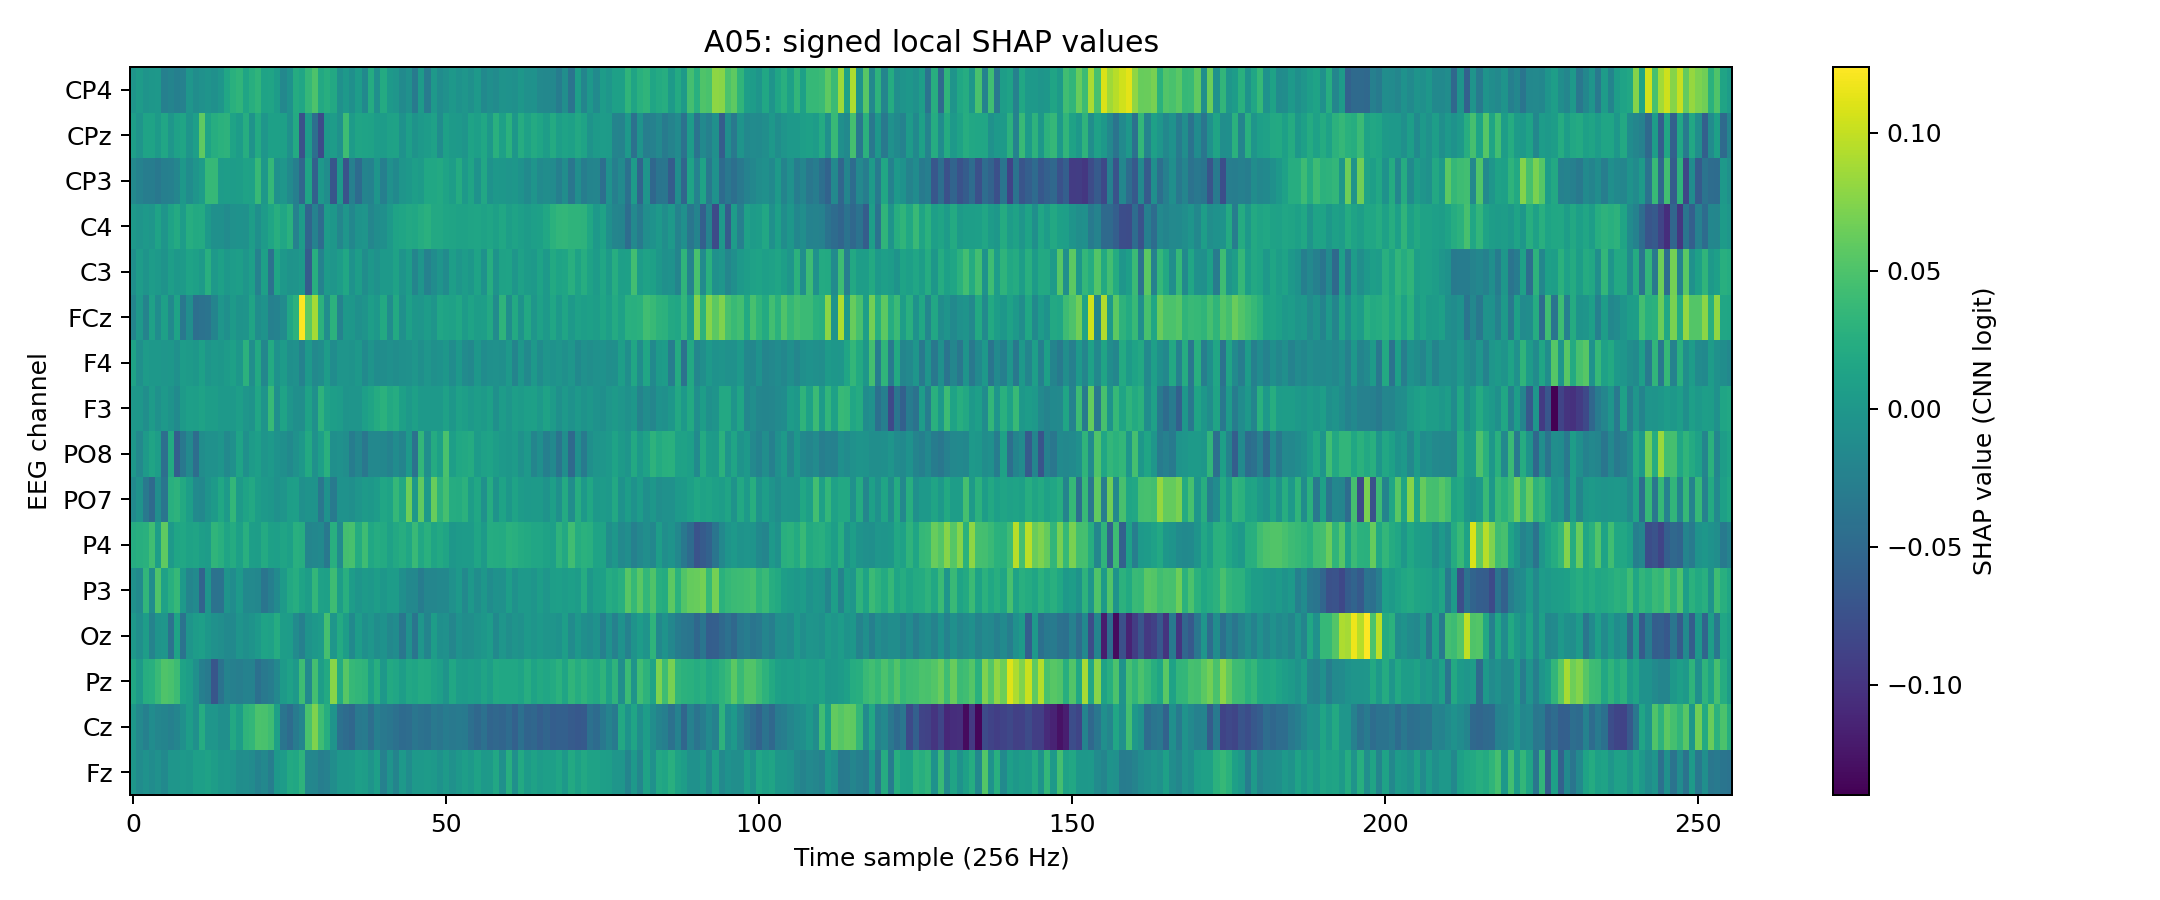 A05: signed local SHAP values
EEG channel
CP4
CPz
CP3
C4
C3
FCz
F4
F3
PO8
PO7
P4
P3
Oz
Pz
Cz
Fz
0 50 100 150 200 250
Time sample (256 Hz)
0.10
0.05
0.00
−0.05
−0.10
SHAP value (CNN logit)